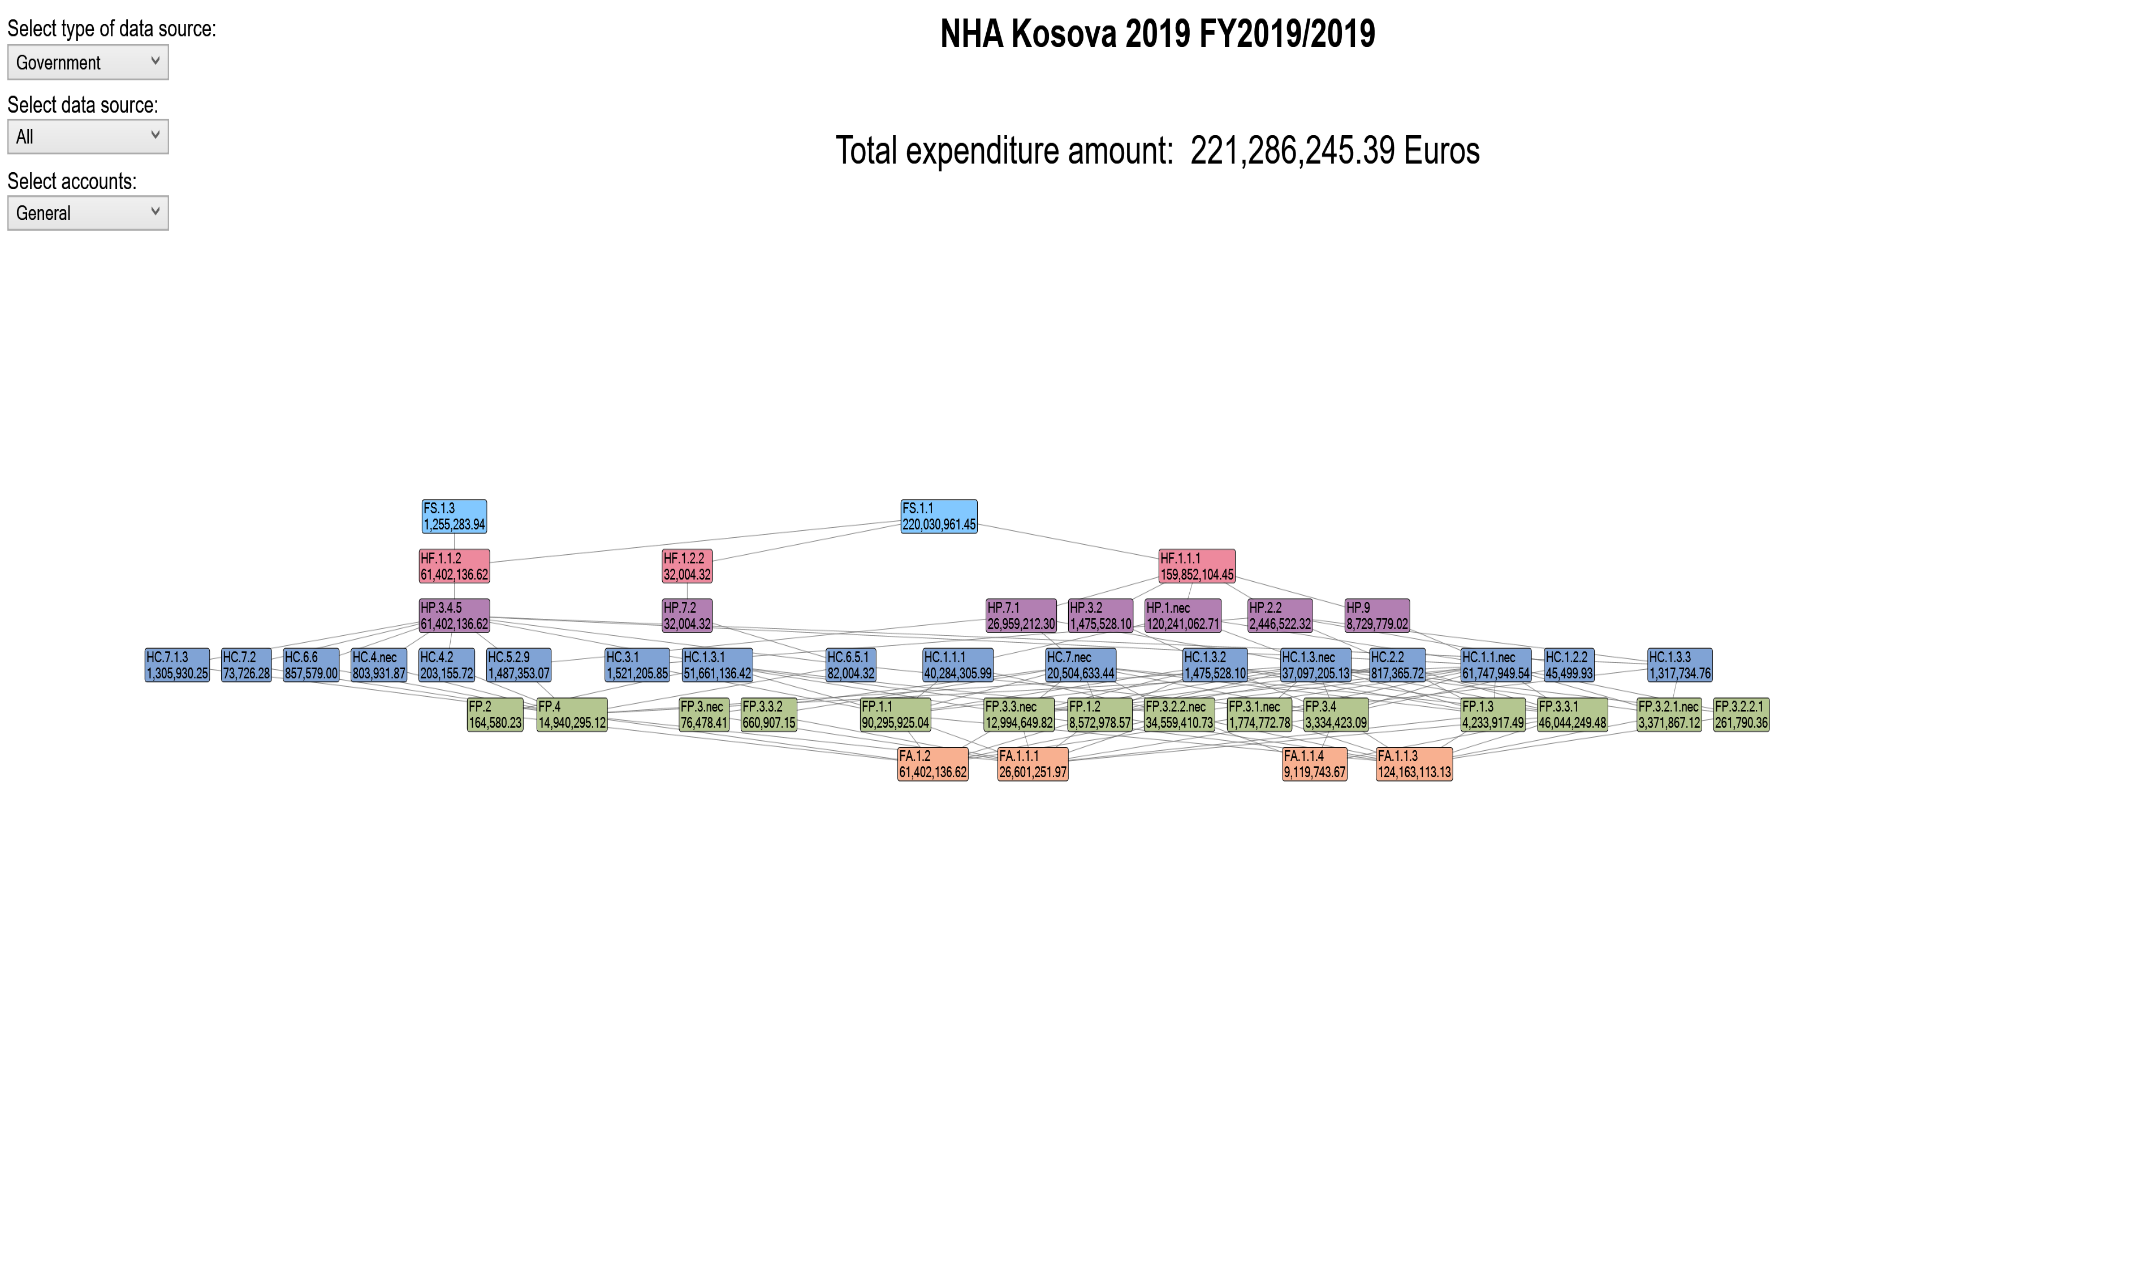 Select type of data source:
Government
Select data source:
All
Select accounts:
General
NHA Kosova 2019 FY2019/2019
Total expenditure amount: 221,286,245.39 Euros
FS.1.3
1,255,283.94
FS.1.1
220,030,961.45
HF.1.1.2
61,402,136.62
HF.1.2.2
32,004.32
HF.1.1.1
159,852,104.45
HP.3.4.5
61,402,136.62
HP.7.2
32,004.32
HP.7.1
26,959,212.30
HP.3.2
1,475,528.10
HP.1.nec
120,241,062.71
HP.2.2
2,446,522.32
HP.9
8,729,779.02
HC.7.1.3
1,305,930.25
HC.7.2
73,726.28
HC.6.6
857,579.00
HC.4.nec
803,931.87
HC.4.2
203,155.72
HC.5.2.9
1,487,353.07
HC.3.1
1,521,205.85
HC.1.3.1
51,661,136.42
HC.6.5.1
82,004.32
HC.1.1.1
40,284,305.99
HC.7.nec
20,504,633.44
HC.1.3.2
1,475,528.10
HC.1.3.nec
37,097,205.13
HC.2.2
817,365.72
HC.1.1.nec
61,747,949.54
HC.1.2.2
45,499.93
HC.1.3.3
1,317,734.76
FP.2
164,580.23
FP.4
14,940,295.12
FP.3.nec
76,478.41
FP.3.3.2
660,907.15
FP.1.1
90,295,925.04
FP.3.3.nec
12,994,649.82
FP.1.2
8,572,978.57
FP.3.2.2.nec
34,559,410.73
FP.3.1.nec
1,774,772.78
FP.3.4
3,334,423.09
FP.1.3
4,233,917.49
FP.3.3.1
46,044,249.48
FP.3.2.1.nec
3,371,867.12
FP.3.2.2.1
261,790.36
FA.1.2
61,402,136.62
FA.1.1.1
26,601,251.97
FA.1.1.4
9,119,743.67
FA.1.1.3
124,163,113.13